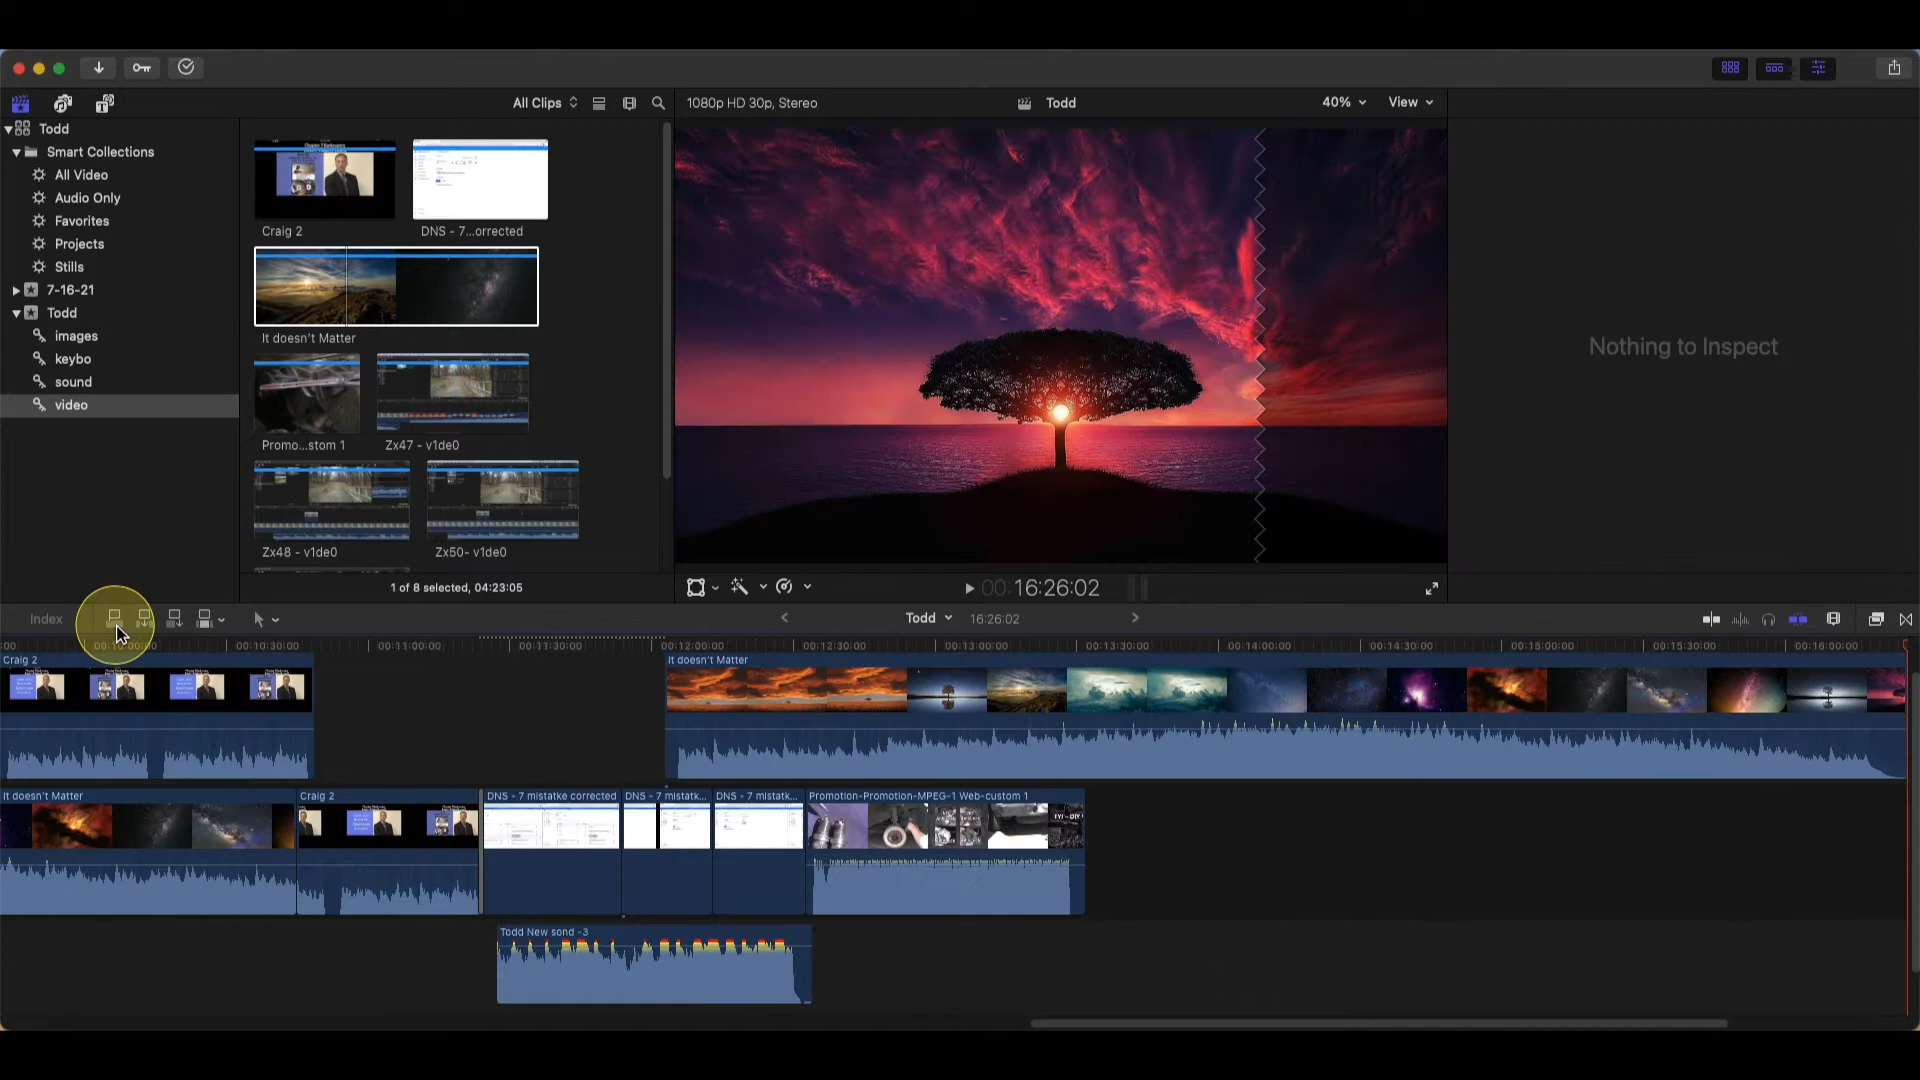 All Clips
1080p HD 30p, Stereo
Todd
40%
View
Todd
Smart Collections
All Video
Audio Only
Favorites
Projects
Stills
7-16-21
Todd
images
keybo
sound
video
Craig 2
DNS - 7...orrected
It doesn't Matter
Promo...stom 1
Zx47 - v1de0
Zx48 - v1de0
Zx50- v1de0
1 of 8 selected, 04:23:05
Nothing to Inspect
00:16:26:02
Index
Todd
16:26:02
00:10:30:00
00:11:00:00
00:11:30:00
00:12:00:00
00:12:30:00
00:13:00:00
00:13:30:00
00:14:00:00
00:14:30:00
00:15:00:00
00:15:30:00
00:16:00:00
Craig 2
It doesn't Matter
It doesn't Matter
Craig 2
DNS - 7 mistatke corrected
DNS - 7 mistatk...
DNS - 7 mistatk...
Promotion-Promotion-MPEG-1 Web-custom 1
Todd New sond -3